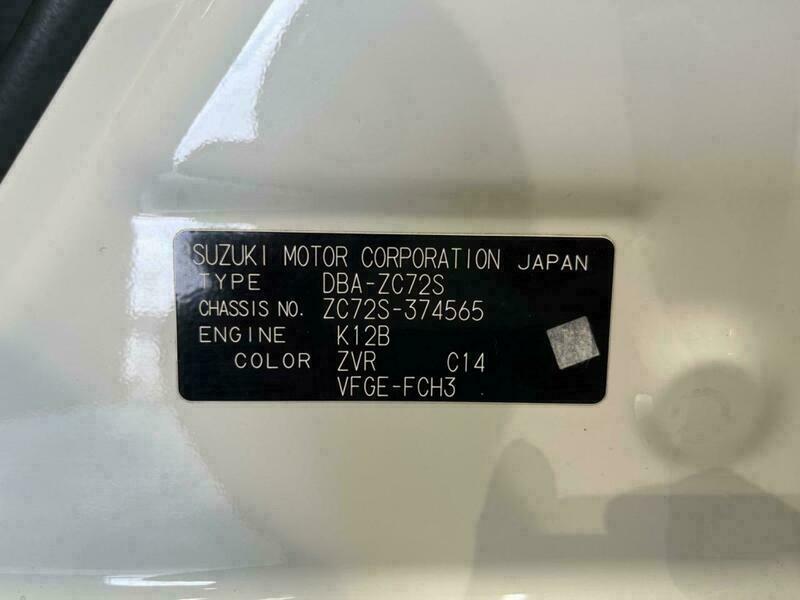 SUZUKI MOTOR CORPORATION JAPAN
TYPE DBA-ZC72S
CHASSIS NO. ZC72S-374565
ENGINE K12B
COLOR ZVR C14
VFGE-FCH3